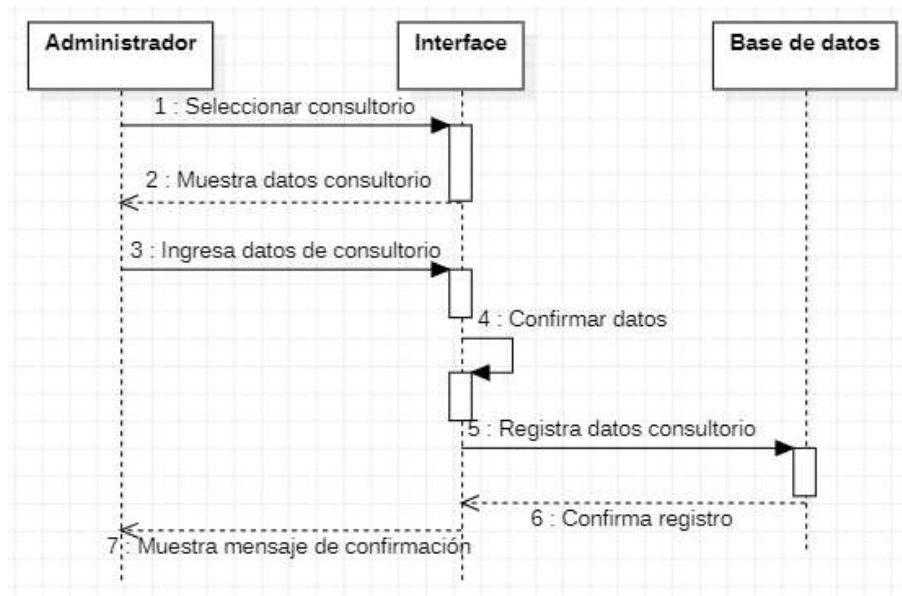 Administrador
Interface
Base de datos
1 : Seleccionar consultorio
2 : Muestra datos consultorio
3 : Ingresa datos de consultorio
4 : Confirmar datos
5 : Registra datos consultorio
6 : Confirma registro
7 : Muestra mensaje de confirmación